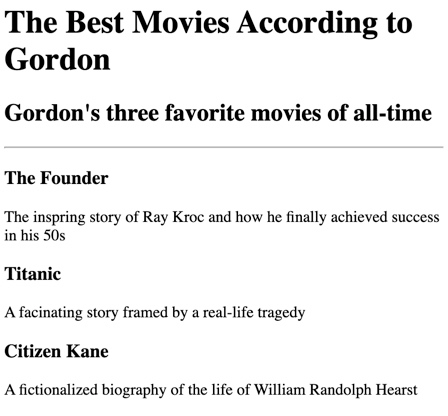 The Best Movies According to
Gordon
Gordon's three favorite movies of all-time
The Founder
The inspring story of Ray Kroc and how he finally achieved success
in his 50s
Titanic
A facinating story framed by a real-life tragedy
Citizen Kane
A fictionalized biography of the life of William Randolph Hearst